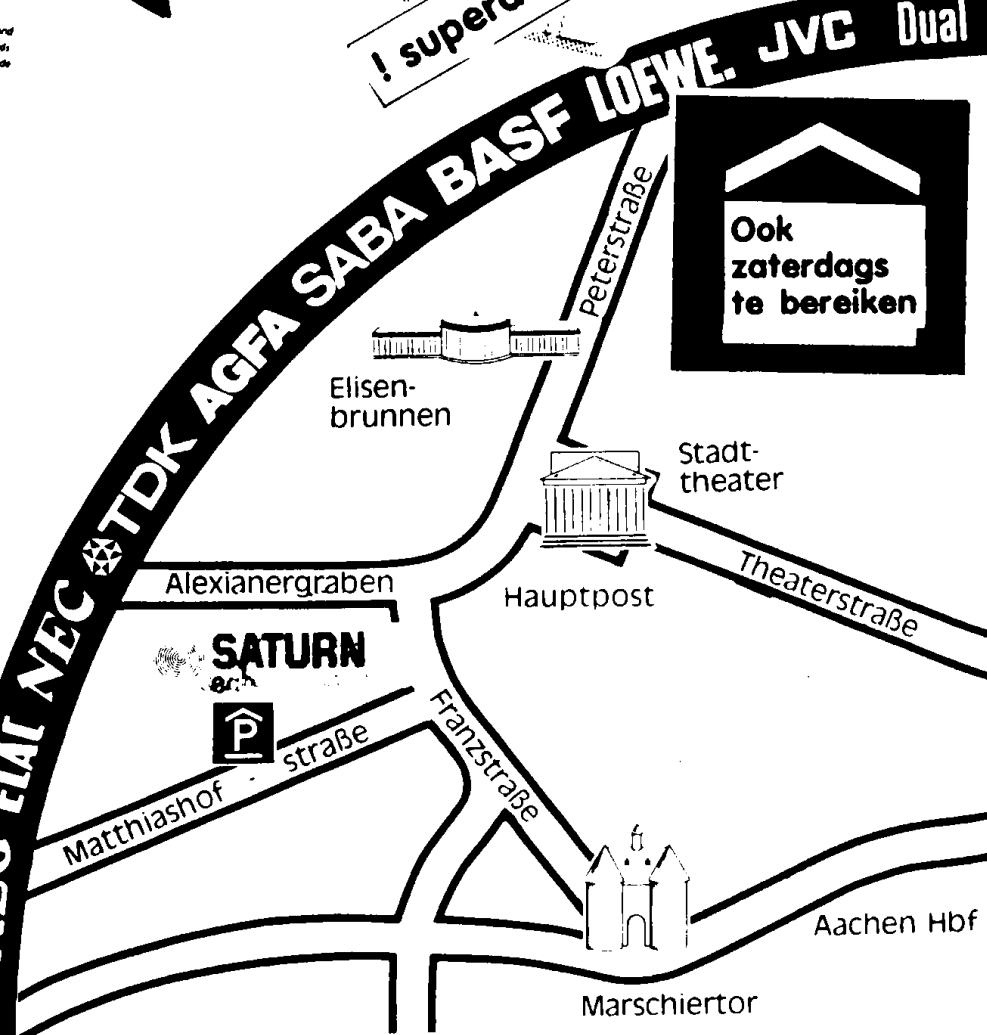 ! super
TDK AGFA SABA BASF LOEWE. JVC Dual
NEC
Ook
zaterdags
te bereiken
Peterstraße
Elisen-
brunnen
Stadt-
theater
Hauptpost
Theaterstraße
Alexianergraben
SATURN
P
Matthiashof - straße
Franzstraße
Aachen Hbf
Marschiertor